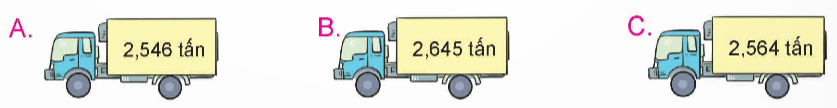 A. 2,546 tấn
B. 2,645 tấn
C. 2,564 tấn